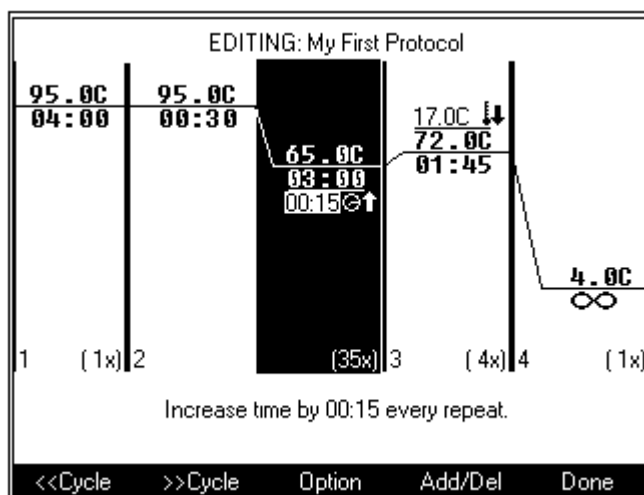 EDITING: My First Protocol
95.0C
04:00
95.0C
00:30
65.0C
03:00
00:15
17.0C
72.0C
01:45
4.0C
∞
1 (1x) 2 (35x) 3 (4x) 4 (1x)
Increase time by 00:15 every repeat.
<<Cycle >>Cycle Option Add/Del Done